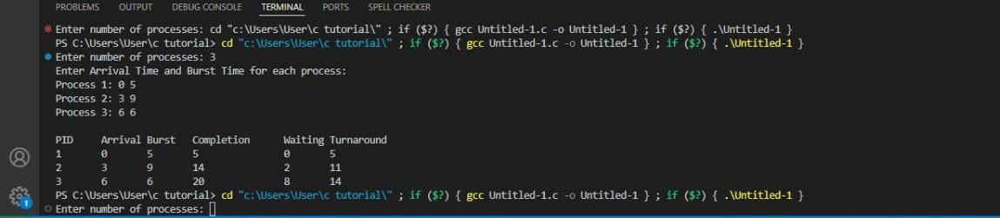 PROBLEMS OUTPUT DEBUG CONSOLE TERMINAL PORTS SPELL CHECKER
Enter number of processes: cd "c:\Users\User\c tutorial\" ; if ($?) { gcc Untitled-1.c -o Untitled-1 } ; if ($?) { .\Untitled-1 }
PS C:\Users\User\c tutorial> cd "c:\Users\User\c tutorial\" ; if ($?) { gcc Untitled-1.c -o Untitled-1 } ; if ($?) { .\Untitled-1 }
Enter number of processes: 3
Enter Arrival Time and Burst Time for each process:
Process 1: 0 5
Process 2: 3 9
Process 3: 6 6
PID Arrival Burst Completion Waiting Turnaround
1 0 5 5 0 5
2 3 9 14 2 11
3 6 6 20 8 14
PS C:\Users\User\c tutorial> cd "c:\Users\User\c tutorial\" ; if ($?) { gcc Untitled-1.c -o Untitled-1 } ; if ($?) { .\Untitled-1 }
Enter number of processes:
1